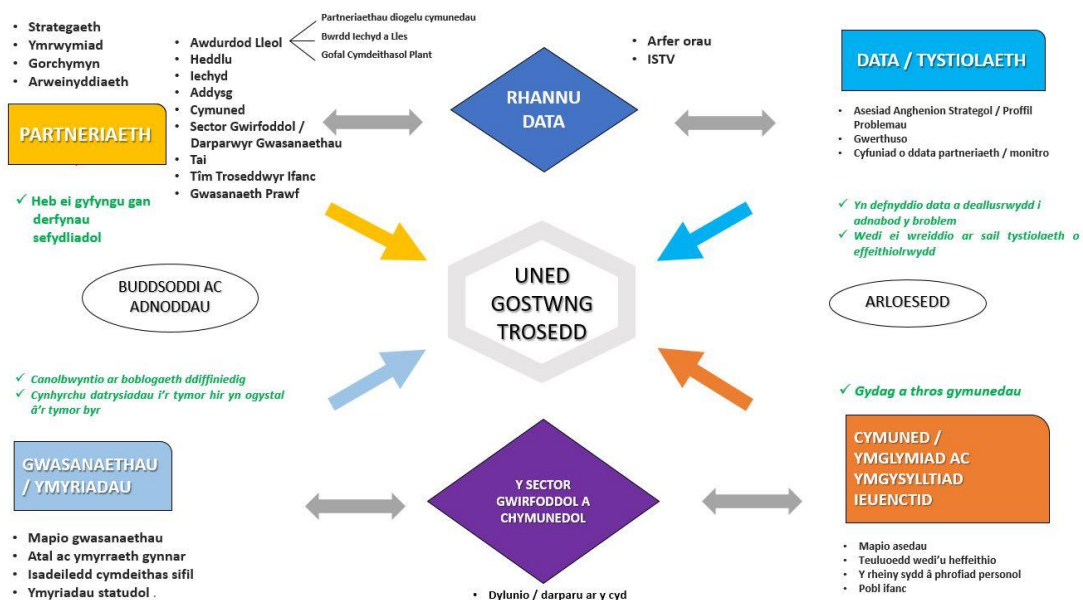 • Strategaeth
• Ymrwymiad
• Gorchymyn
• Arweinyddiaeth
PARTNERIAETH
✓ Heb ei gyfyngu gan
derfynau
sefydliadol
• Awdurdod Lleol
• Heddlu
• Iechyd
• Addysg
• Cymuned
• Sector Gwirfoddol /
Darparwyr Gwasanaethau
• Tai
• Tîm Troseddwyr Ifanc
• Gwasanaeth Prawf
Partneriaethau diogelu cymunedau
Bwrdd Iechyd a Lles
Gofal Cymdeithasol Plant
RHANNU
DATA
• Arfer orau
• ISTV
DATA / TYSTIOLAETH
• Asesiad Anghenion Strategol / Proffil
Problemau
• Gwerthuso
• Cyfuniad o ddata partneriaeth / monitro
✓ Yn defnyddio data a deallusrwydd i
adnabod y broblem
✓ Wedi ei wreiddio ar sail tystiolaeth o
effeithiolrwydd
BUDDSODDI AC
ADNODDAU
UNED
GOSTWNG
TROSEDD
ARLOESEDD
✓ Canolbwyntio ar boblogaeth ddiffiniedig
✓ Cynhyrchu datrysiadau i'r tymor hir yn ogystal
â'r tymor byr
GWASANAETHAU
/ YMYRIADAU
• Mapio gwasanaethau
• Atal ac ymyrraeth gynnar
• Isadeiledd cymdeithas sifil
• Ymyriadau statudol .
Y SECTOR
GWIRFODDOL A
CHYMUNEDOL
• Dylunio / darparu ar y cyd
✓ Gydag a thros gymunedau
CYMUNED /
YMGLYMIAD AC
YMGYSYLLTIAD
IEUENCTID
• Mapio asedau
• Teuluoedd wedi'u heffeithio
• Y rheiny sydd â phrofiad personol
• Pobl ifanc